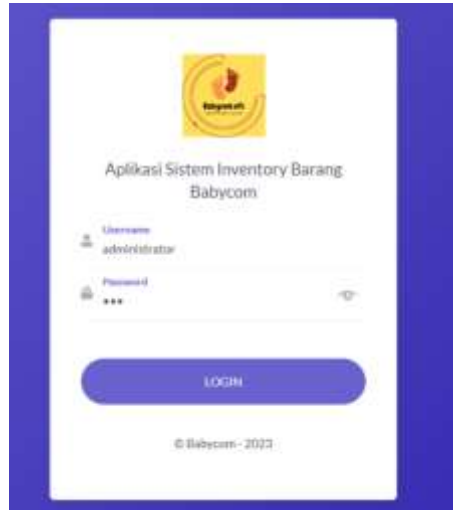 Aplikasi Sistem Inventory Barang
Babycom
Username
administrator
Password
•••
LOGIN
© Babycom - 2023